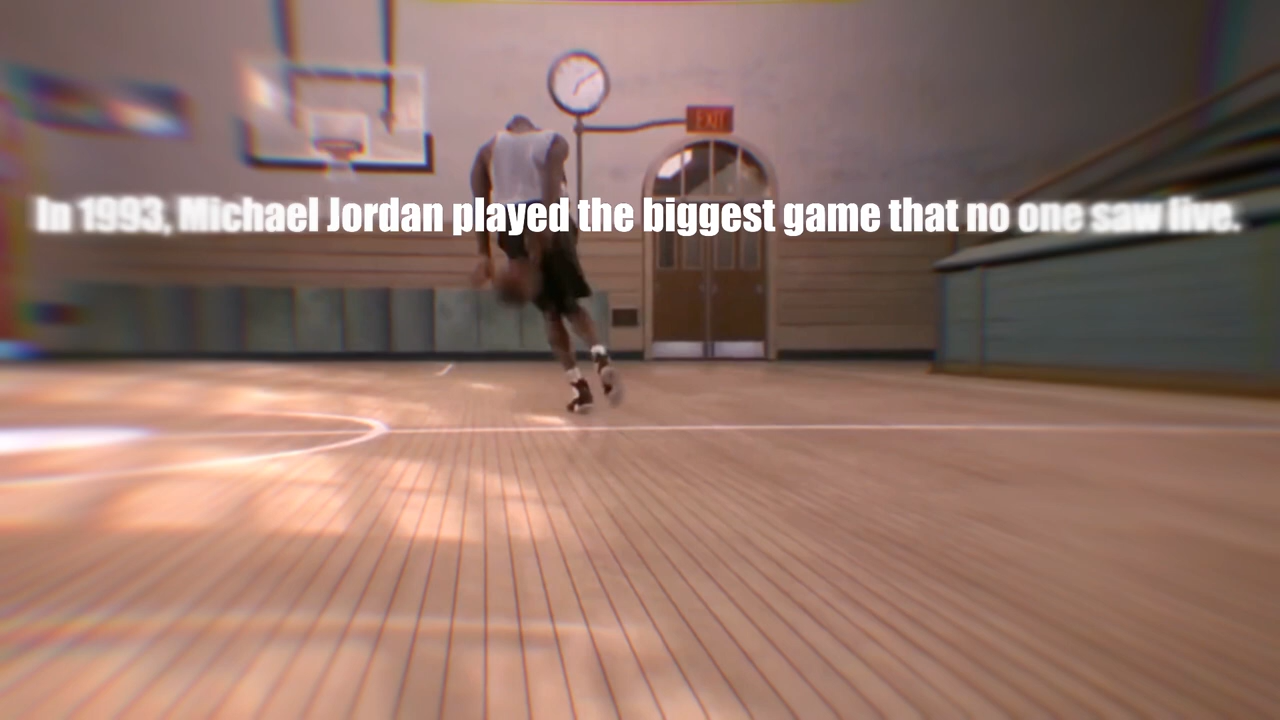 EXIT
In 1993, Michael Jordan played the biggest game that no one saw live.